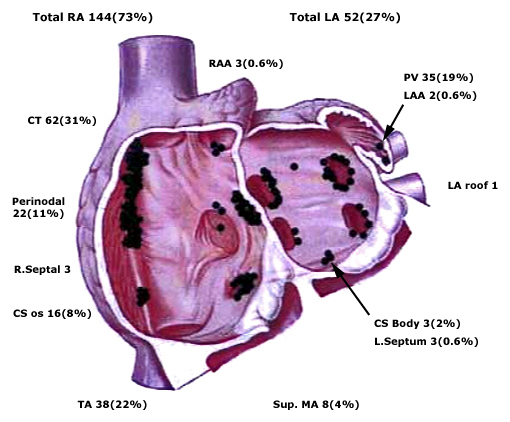 Total RA 144(73%)
Total LA 52(27%)
RAA 3(0.6%)
PV 35(19%)
LAA 2(0.6%)
CT 62(31%)
LA roof 1
Perinodal
22(11%)
R.Septal 3
CS os 16(8%)
CS Body 3(2%)
L.Septum 3(0.6%)
TA 38(22%)
Sup. MA 8(4%)